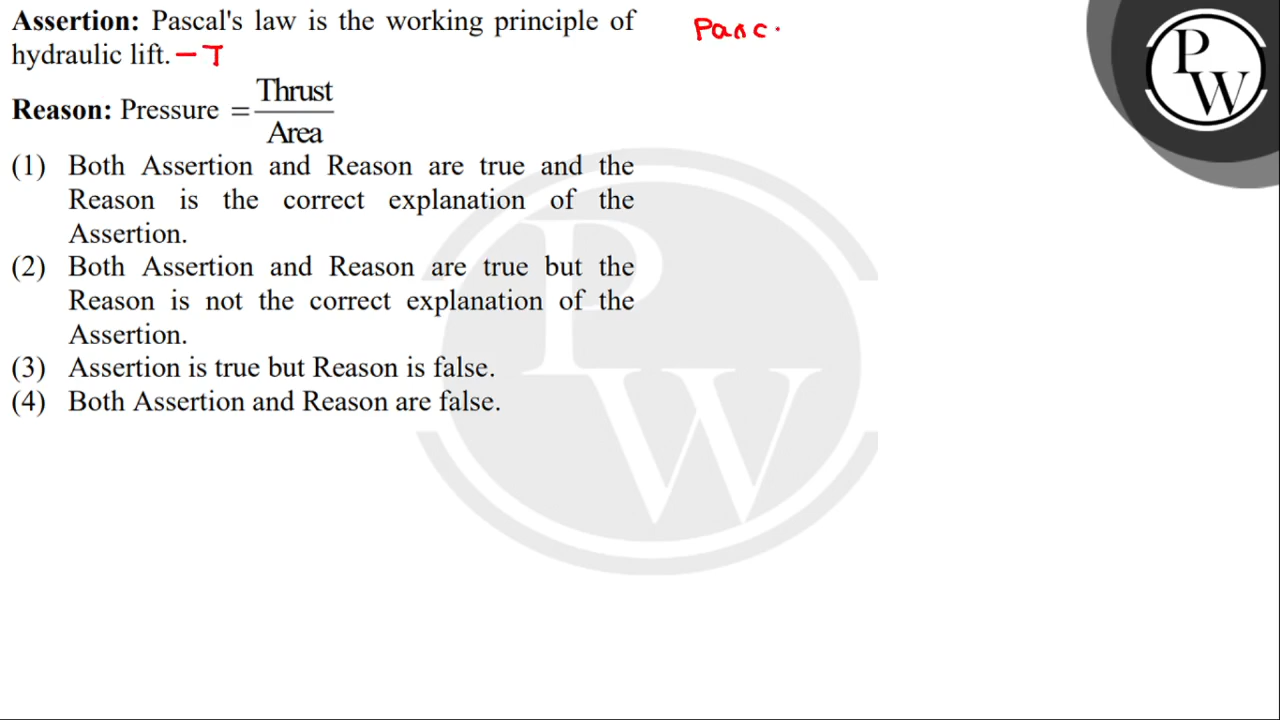 Assertion: Pascal's law is the working principle of
hydraulic lift. – T
Panc.
Reason: Pressure = Thrust / Area
(1) Both Assertion and Reason are true and the
Reason is the correct explanation of the
Assertion.
(2) Both Assertion and Reason are true but the
Reason is not the correct explanation of the
Assertion.
(3) Assertion is true but Reason is false.
(4) Both Assertion and Reason are false.
PW
PW